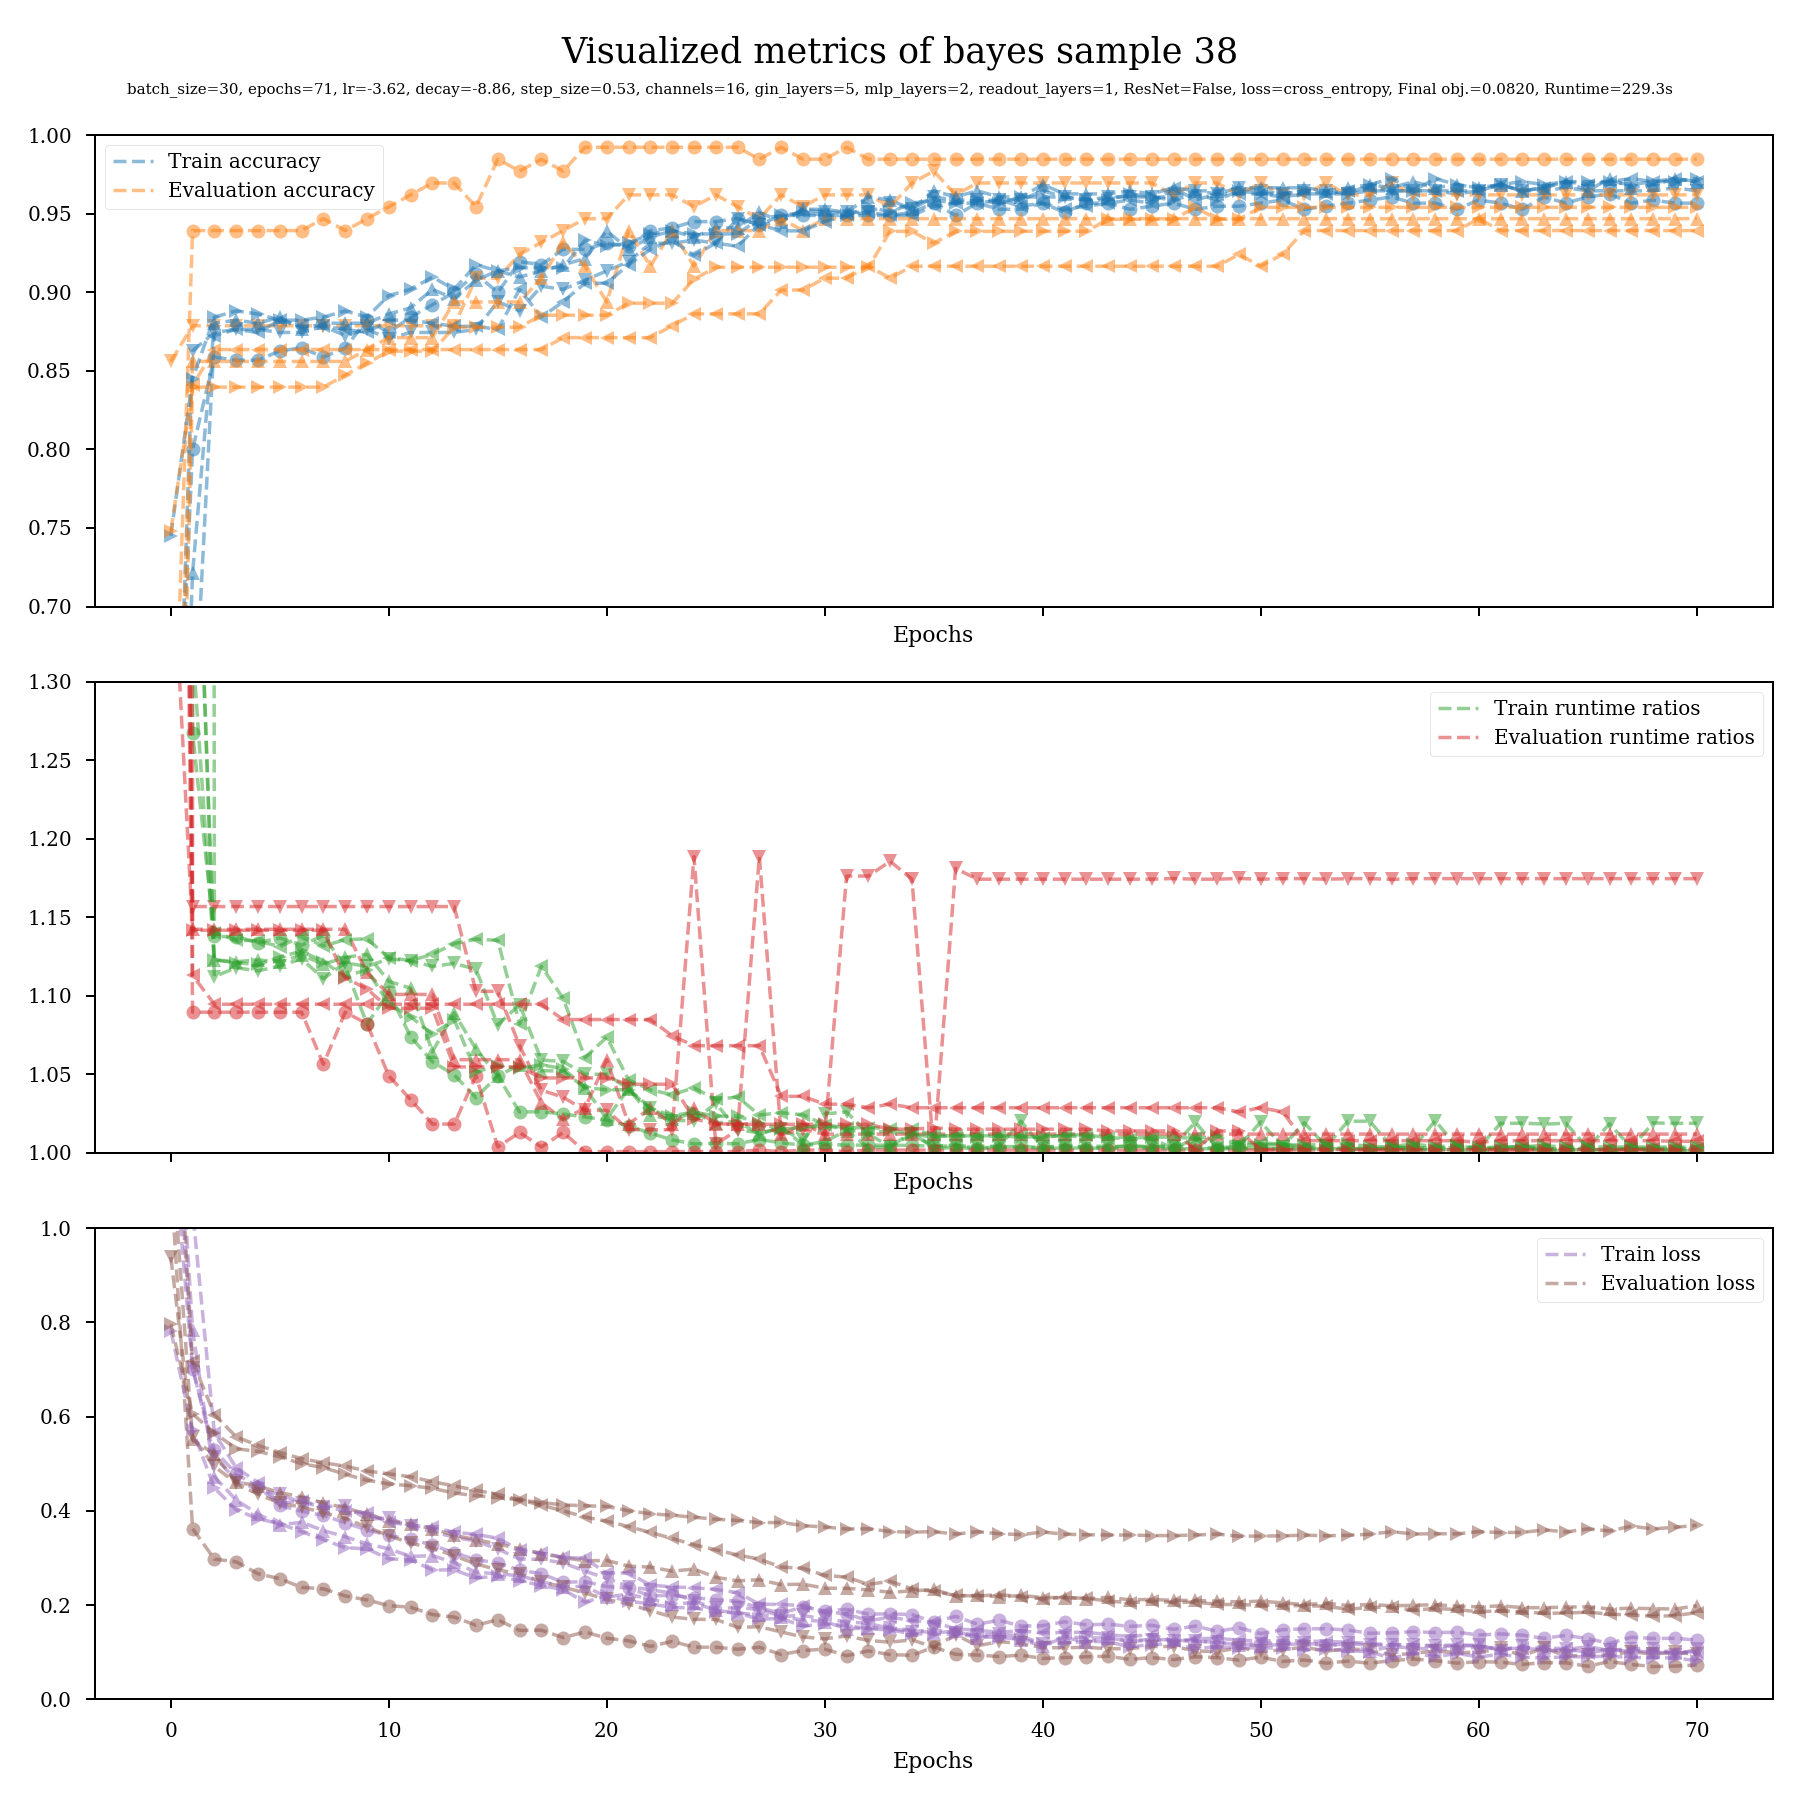 Visualized metrics of bayes sample 38
batch_size=30, epochs=71, lr=-3.62, decay=-8.86, step_size=0.53, channels=16, gin_layers=5, mlp_layers=2, readout_layers=1, ResNet=False, loss=cross_entropy, Final obj.=0.0820, Runtime=229.3s
1.00
0.95
0.90
0.85
0.80
0.75
0.70
Train accuracy
Evaluation accuracy
Epochs
1.30
1.25
1.20
1.15
1.10
1.05
1.00
Train runtime ratios
Evaluation runtime ratios
Epochs
1.0
0.8
0.6
0.4
0.2
0.0
Train loss
Evaluation loss
0 10 20 30 40 50 60 70
Epochs